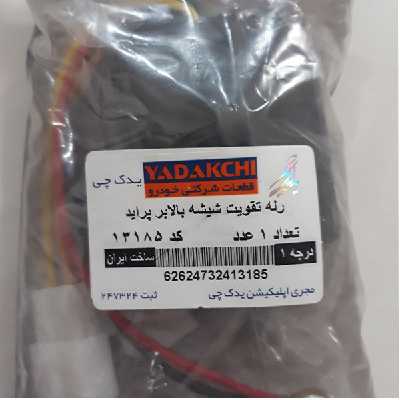 YADAKCHI یدک چی
قطعات شرکتی خودرو
رله تقویت شیشه بالابر پراید
تعداد ۱ عدد کد ۱۳۱۸۵
درجه ۱ ساخت ایران
62624732413185
مجری اپلیکیشن یدک چی ثبت ۲۴۷۳۲۴